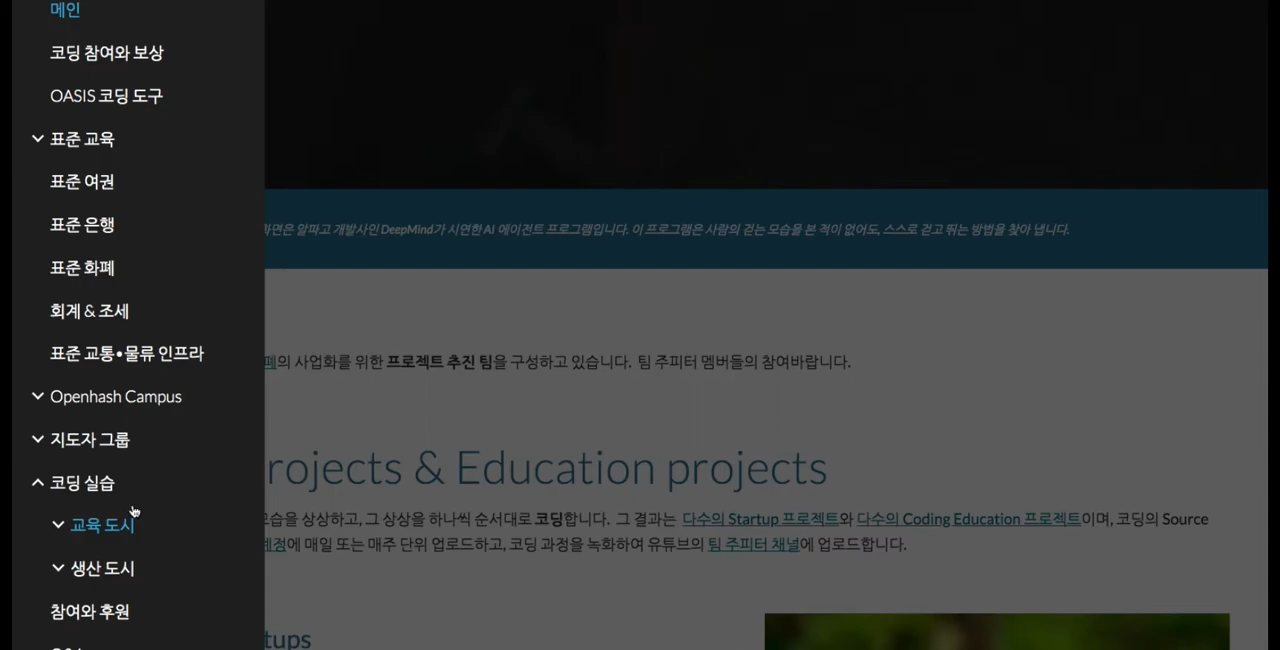 메인
코딩 참여와 보상
OASIS 코딩 도구
표준 교육
표준 여권
표준 은행
표준 화폐
회계 & 조세
표준 교통•물류 인프라
Openhash Campus
지도자 그룹
코딩 실습
교육 도시
생산 도시
참여와 후원
화면은 알파고 개발사인 DeepMind가 시연한 AI 에이전트 프로그램입니다. 이 프로그램은 사람의 걷는 모습을 본 적이 없어도, 스스로 걷고 뛰는 방법을 찾아 냅니다.
의 사업화를 위한 프로젝트 추진 팀을 구성하고 있습니다. 팀 주피터 멤버들의 참여바랍니다.
rojects & Education projects
모습을 상상하고, 그 상상을 하나씩 순서대로 코딩합니다. 그 결과는 다수의 Startup 프로젝트와 다수의 Coding Education 프로젝트이며, 코딩의 Source
계정에 매일 또는 매주 단위 업로드하고, 코딩 과정을 녹화하여 유튜브의 팀 주피터 채널에 업로드합니다.
tups